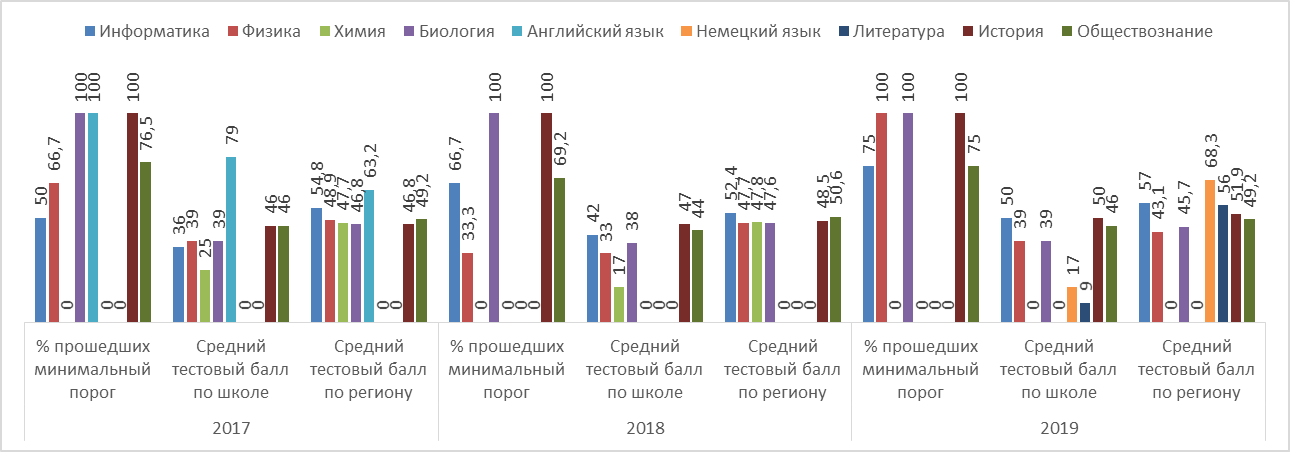 Информатика Физика Химия Биология Английский язык Немецкий язык Литература История Обществознание
50 66,7 0 100 100 0 0 100 76,5
36 39 25 39 79 0 0 46 46
54,8 48,9 47,7 46,8 63,2 0 0 46,8 49,2
66,7 33,3 0 100 0 0 0 100 69,2
42 33 17 38 0 0 0 47 44
52,4 47,7 47,8 47,6 0 0 0 48,5 50,6
75 100 0 100 0 0 0 100 75
50 39 0 39 0 17 9 50 46
57 43,1 0 45,7 0 68,3 56 51,9 49,2
% прошедших
минимальный
порог
Средний
тестовый балл
по школе
Средний
тестовый балл
по региону
% прошедших
минимальный
порог
Средний
тестовый балл
по школе
Средний
тестовый балл
по региону
% прошедших
минимальный
порог
Средний
тестовый балл
по школе
Средний
тестовый балл
по региону
2017
2018
2019